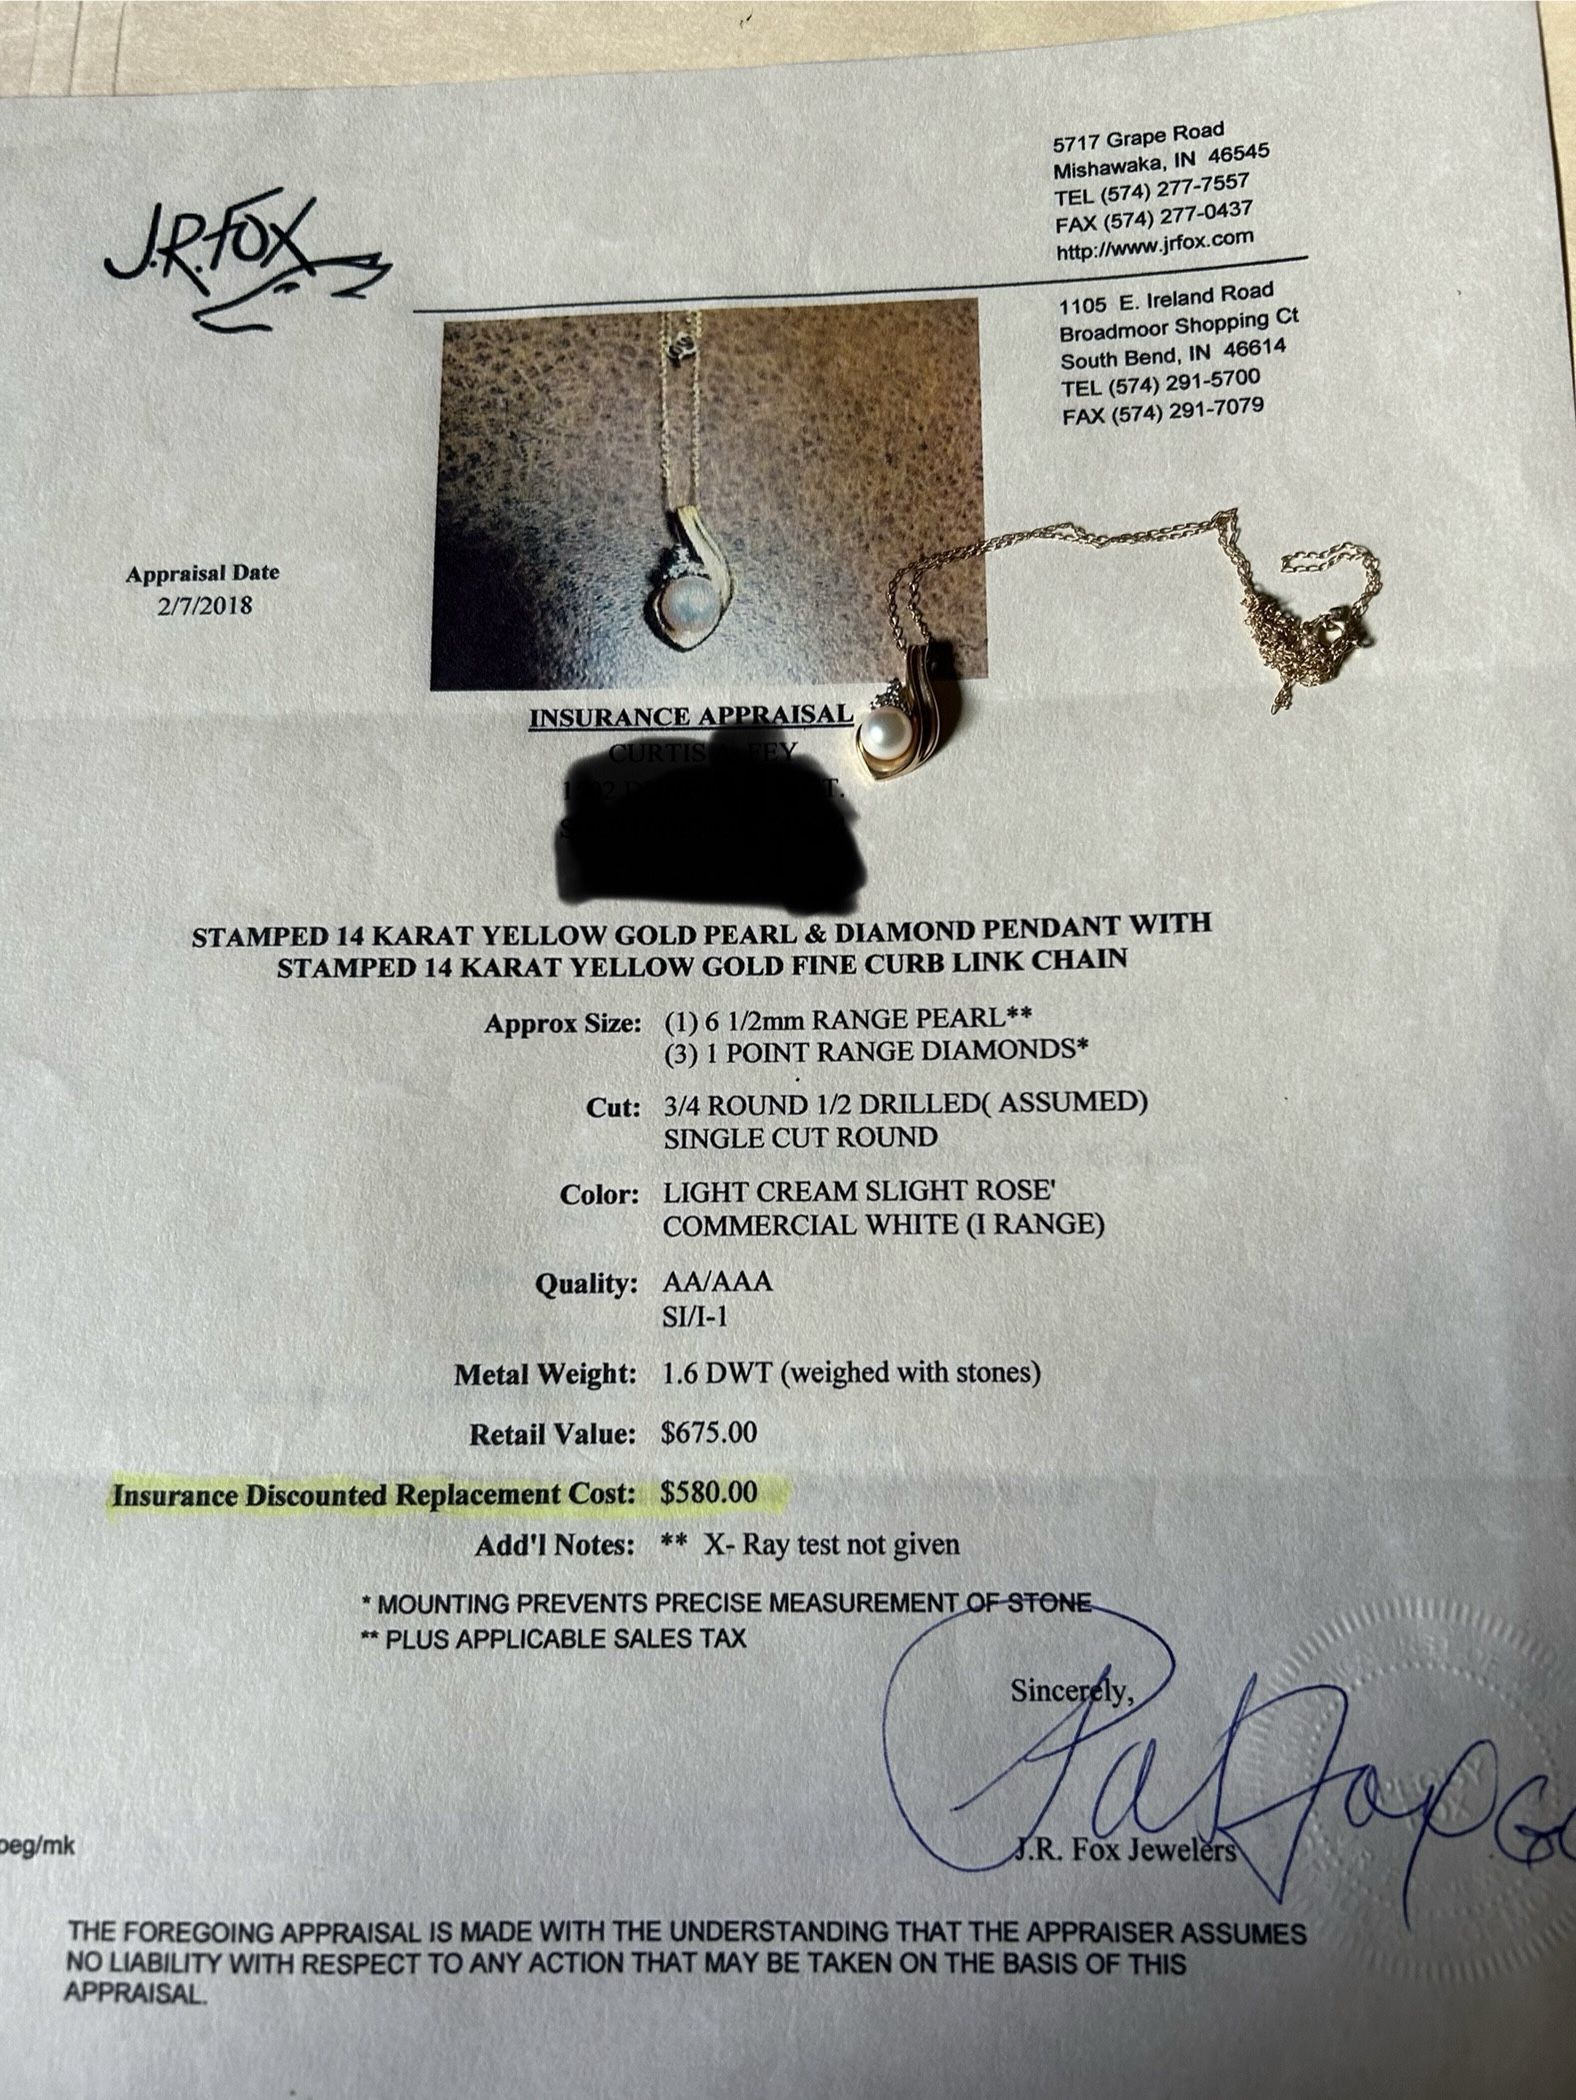 J.R.FOX
5717 Grape Road
Mishawaka, IN 46545
TEL (574) 277-7557
FAX (574) 277-0437
http://www.jrfox.com
1105 E. Ireland Road
Broadmoor Shopping Ct
South Bend, IN 46614
TEL (574) 291-5700
FAX (574) 291-7079
Appraisal Date
2/7/2018
INSURANCE APPRAISAL
STAMPED 14 KARAT YELLOW GOLD PEARL & DIAMOND PENDANT WITH
STAMPED 14 KARAT YELLOW GOLD FINE CURB LINK CHAIN
Approx Size: (1) 6 1/2mm RANGE PEARL**
(3) 1 POINT RANGE DIAMONDS*
Cut: 3/4 ROUND 1/2 DRILLED( ASSUMED)
SINGLE CUT ROUND
Color: LIGHT CREAM SLIGHT ROSE'
COMMERCIAL WHITE (I RANGE)
Quality: AA/AAA
SI/I-1
Metal Weight: 1.6 DWT (weighed with stones)
Retail Value: $675.00
Insurance Discounted Replacement Cost: $580.00
Add'l Notes: ** X- Ray test not given
* MOUNTING PREVENTS PRECISE MEASUREMENT OF STONE
** PLUS APPLICABLE SALES TAX
Sincerely,
J.R. Fox Jewelers
peg/mk
THE FOREGOING APPRAISAL IS MADE WITH THE UNDERSTANDING THAT THE APPRAISER ASSUMES
NO LIABILITY WITH RESPECT TO ANY ACTION THAT MAY BE TAKEN ON THE BASIS OF THIS
APPRAISAL.